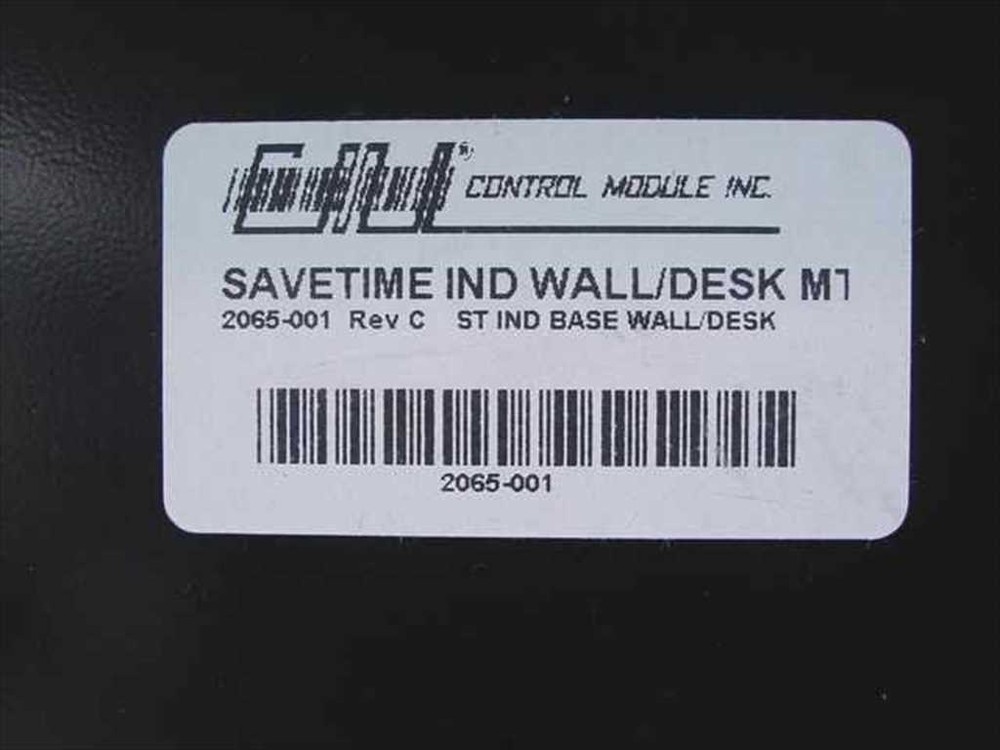 CMI® CONTROL MODULE INC.
SAVETIME IND WALL/DESK MT
2065-001 Rev C ST IND BASE WALL/DESK
2065-001